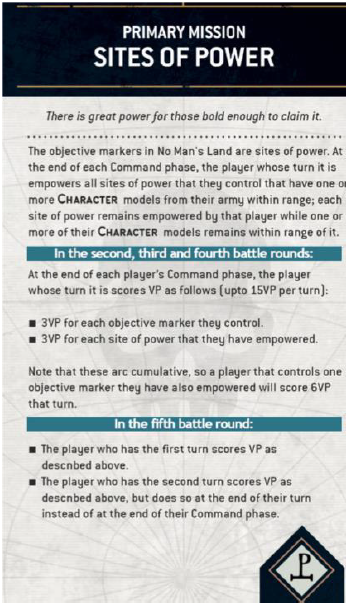 PRIMARY MISSION
SITES OF POWER
There is great power for those bold enough to claim it.
The objective markers in No Man's Land are sites of power. At
the end of each Command phase, the player whose turn it is
empowers all sites of power that they control that have one or
more CHARACTER models from their army within range; each
site of power remains empowered by that player while one or
more of their CHARACTER models remains within range of it.
In the second, third and fourth battle rounds:
At the end of each player's Command phase, the player
whose turn it is scores VP as follows (upto 15VP per turn):
■ 3VP for each objective marker they control.
■ 3VP for each site of power that they have empowered.
Note that these arc cumulative, so a player that controls one
objective marker they have also empowered will score 6VP
that turn.
In the fifth battle round:
■ The player who has the first turn scores VP as
descnbed above.
■ The player who has the second turn scores VP as
descnbed above, but does so at the end of their turn
instead of at the end of their Command phase.